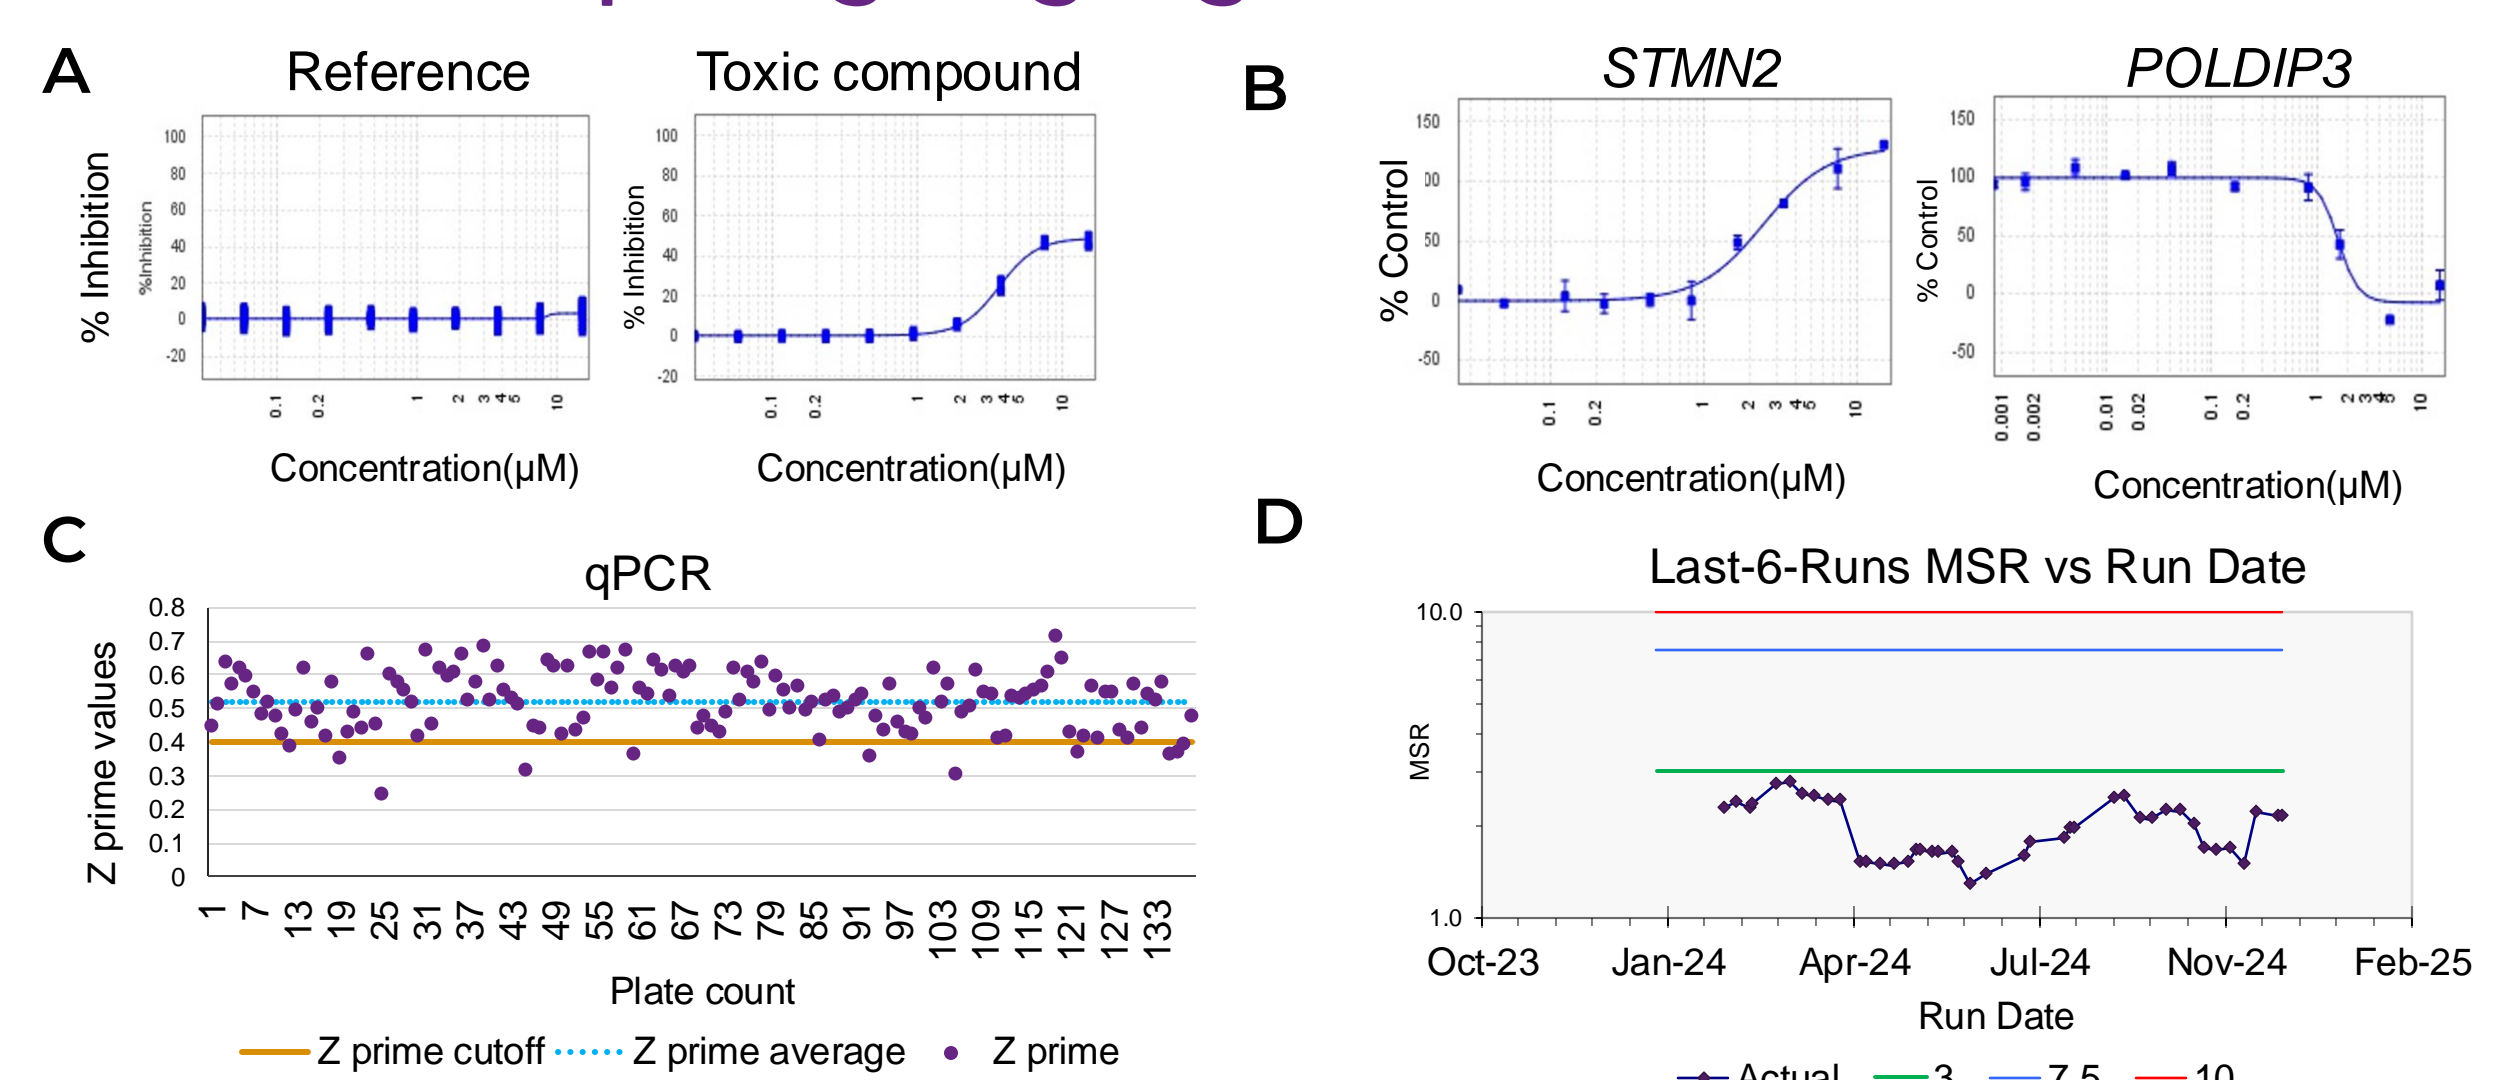 A
Reference
Toxic compound
B
STMN2
POLDIP3
% Inhibition
%Inhibition
100
80
60
40
20
0
-20
0.1
0.2
1
2
3
4
5
10
Concentration(µM)
% Inhibition
100
80
60
40
20
0
-20
0.1
0.2
1
2
3
4
5
10
Concentration(µM)
% Control
150
00
50
0
-50
0.1
0.2
1
2
3
4
5
10
Concentration(µM)
% Control
150
100
50
0
-50
0.001
0.002
0.01
0.02
0.1
0.2
1
2
3
4
5
10
Concentration(µM)
C
qPCR
Z prime values
0.8
0.7
0.6
0.5
0.4
0.3
0.2
0.1
0
1
7
13
19
25
31
37
43
49
55
61
67
73
79
85
91
97
103
109
115
121
127
133
Plate count
Z prime cutoff
Z prime average
Z prime
D
Last-6-Runs MSR vs Run Date
MSR
10.0
1.0
Oct-23
Jan-24
Apr-24
Jul-24
Nov-24
Feb-25
Run Date
Actual
3
7.5
10